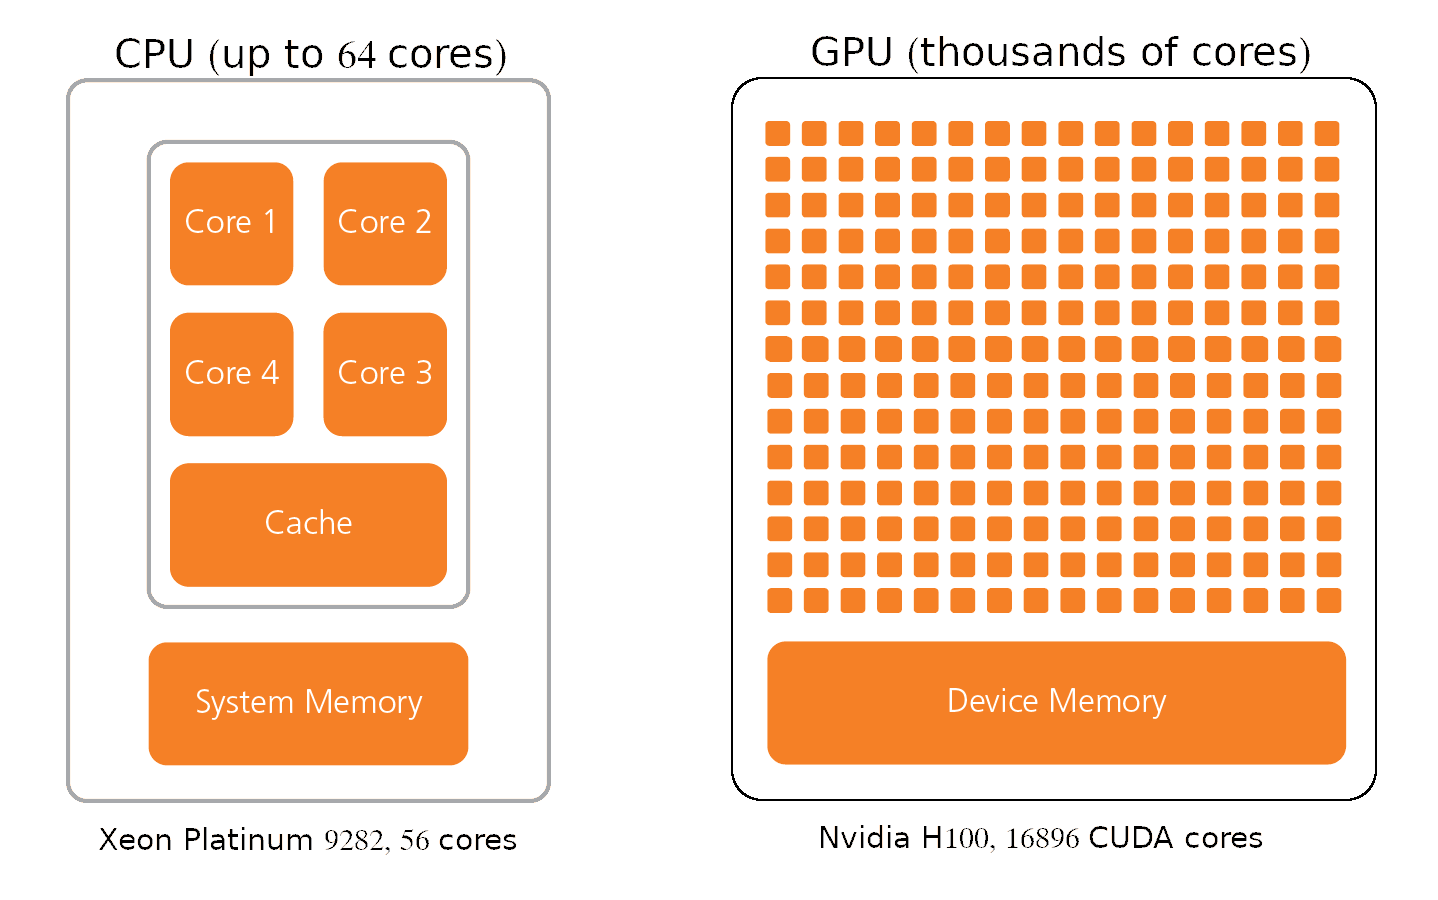 CPU (up to 64 cores)
Core 1
Core 2
Core 4
Core 3
Cache
System Memory
Xeon Platinum 9282, 56 cores
GPU (thousands of cores)
Device Memory
Nvidia H100, 16896 CUDA cores